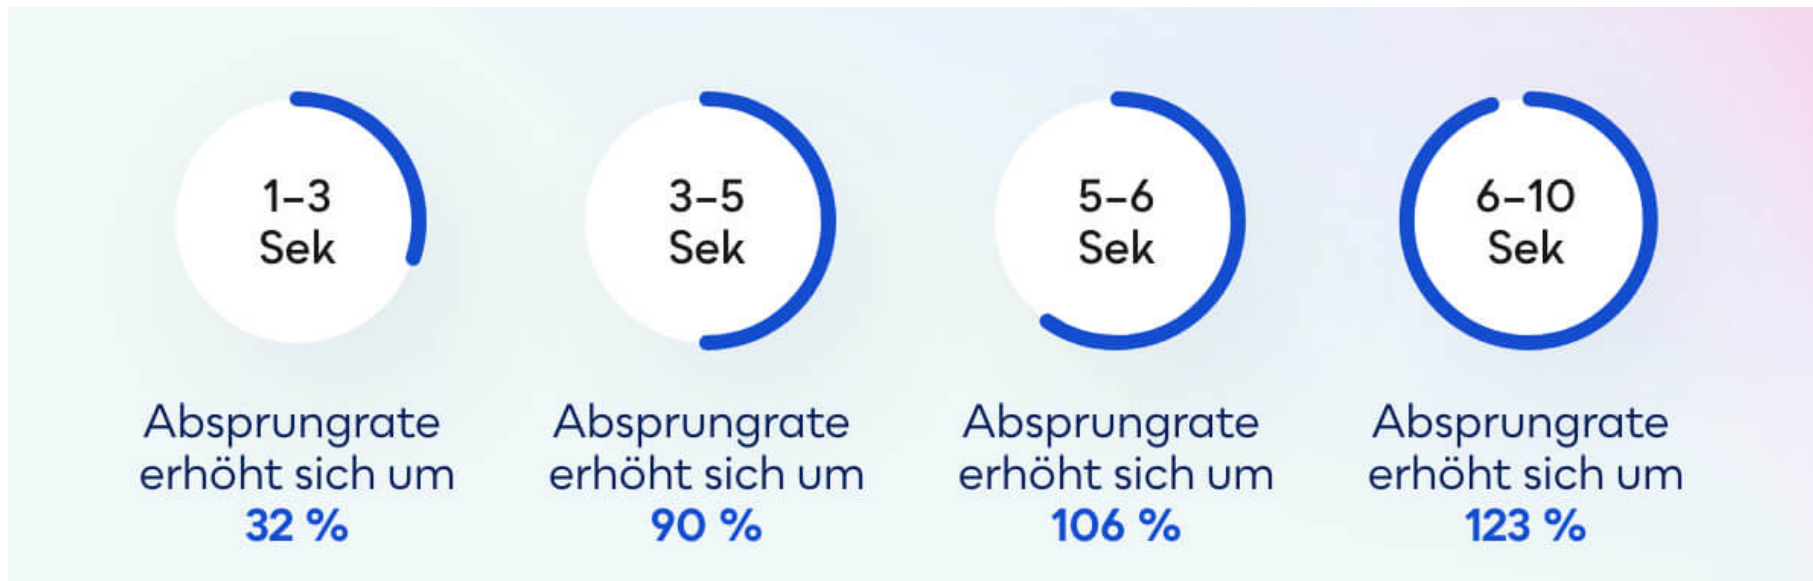 1–3
Sek
Absprungrate
erhöht sich um
32 %
3–5
Sek
Absprungrate
erhöht sich um
90 %
5–6
Sek
Absprungrate
erhöht sich um
106 %
6–10
Sek
Absprungrate
erhöht sich um
123 %